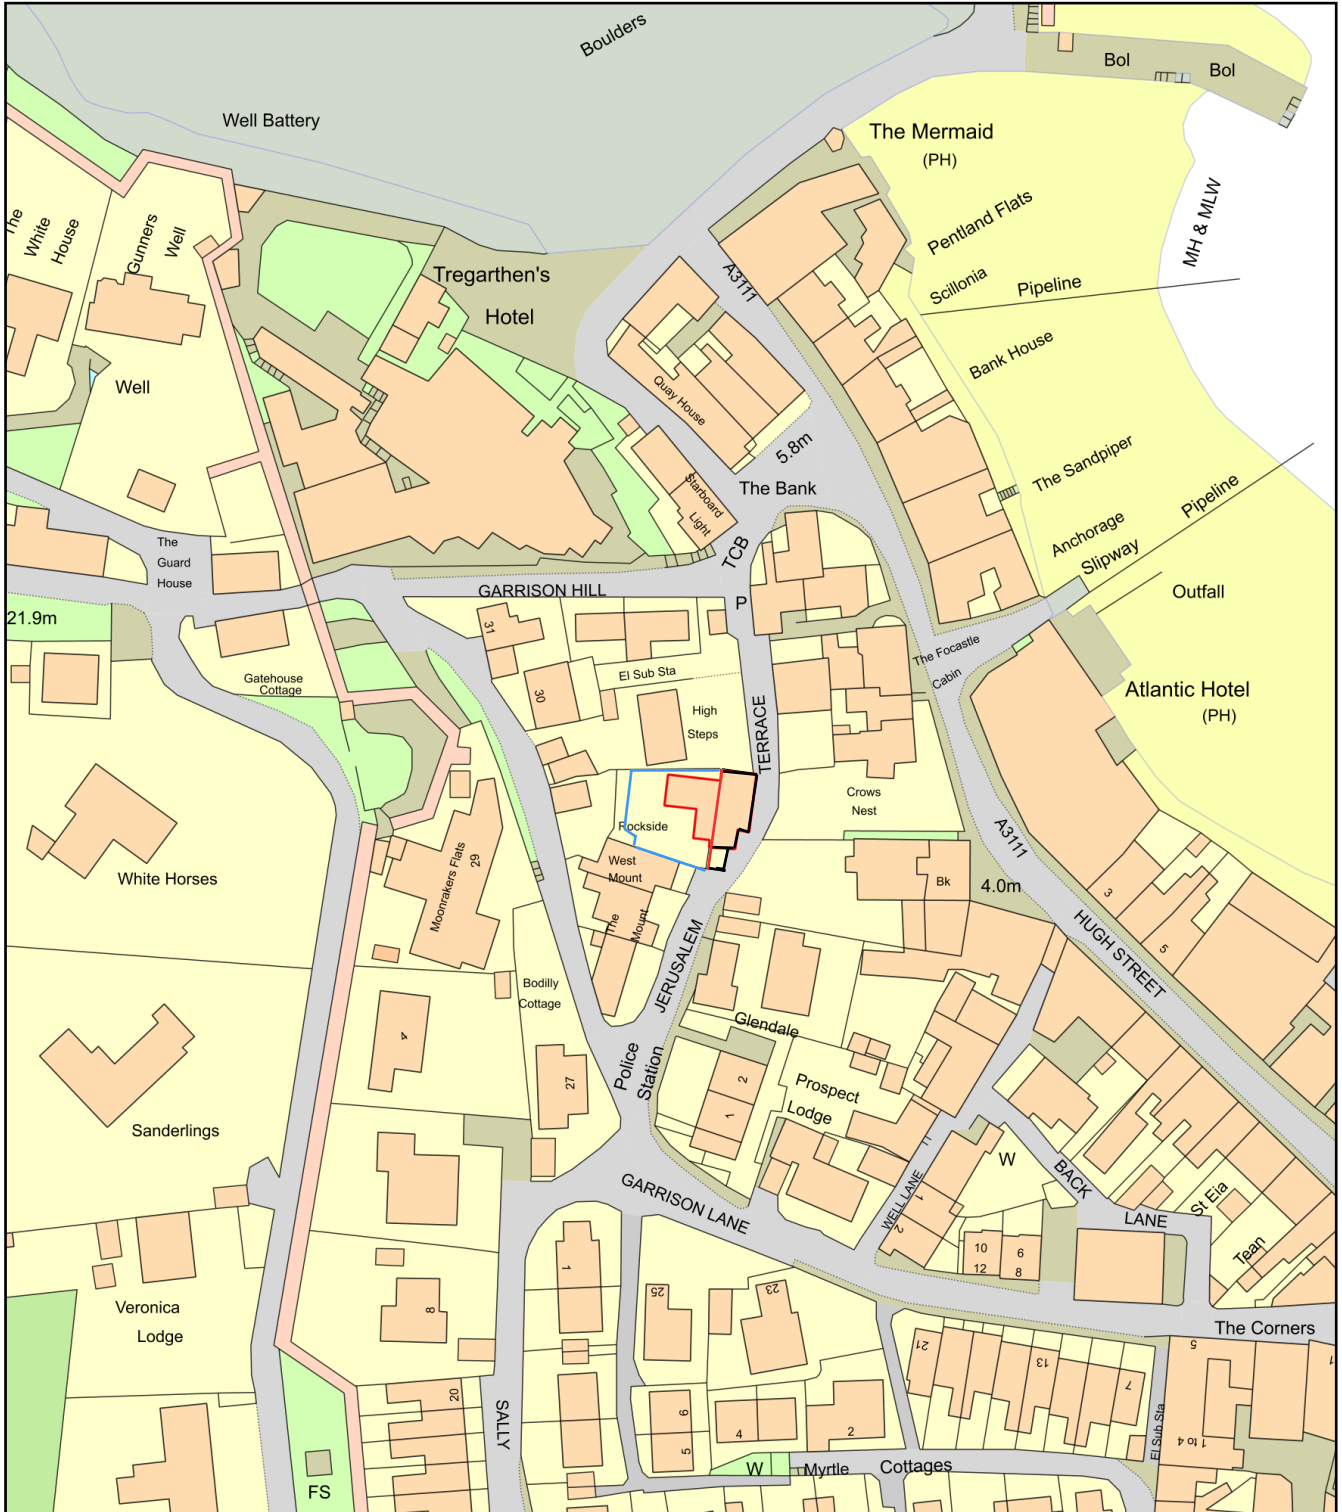 Boulders
Bol
Bol
Well Battery
The Mermaid
(PH)
The
White
House
Gunners
Well
MH & MLW
Pentland Flats
Tregarthen's
Hotel
A3111
Scillonia
Pipeline
Bank House
Well
Quay House
5.8m
The Sandpiper
The Bank
Starboard
Light
Pipeline
Anchorage
Slipway
The
Guard
House
TCB
GARRISON HILL
P
Outfall
21.9m
31
The Focastle
Cabin
Gatehouse
Cottage
El Sub Sta
30
Atlantic Hotel
(PH)
High
Steps
TERRACE
Crows
Nest
Rockside
A3111
West
Mount
White Horses
Moonrakers Flats
29
Bk
4.0m
3
The
Mount
HUGH STREET
5
JERUSALEM
Bodilly
Cottage
Glendale
4
Police
Station
27
2
1
Prospect
Lodge
Sanderlings
11
W
BACK
LANE
St Eia
WELL LANE
1
2
GARRISON LANE
Tean
10
12
6
8
1
25
23
Veronica
Lodge
8
The Corners
21
13
7
5
1
20
SALLY
6
5
4
2
El Sub Sta
1 to 4
W
Myrtle
Cottages
FS